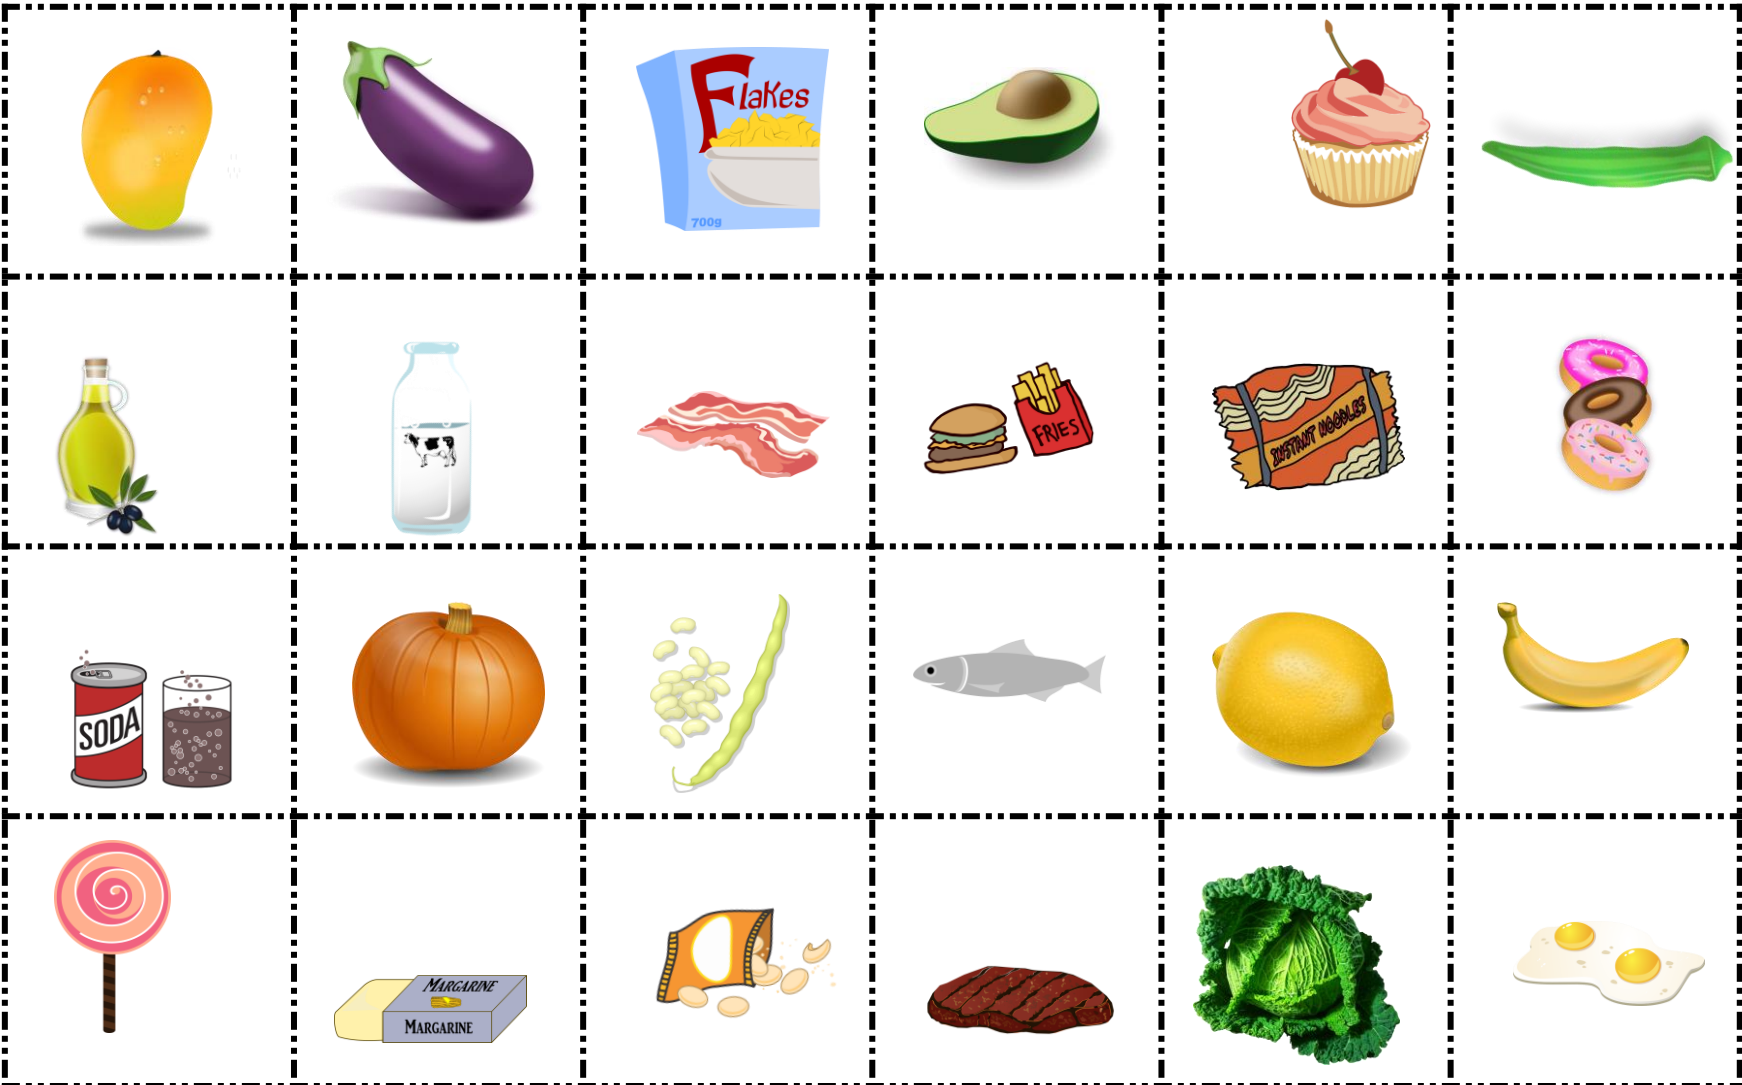 Flakes
700g
FRIES
INSTANT NOODLES
SODA
MARGARINE
MARGARINE